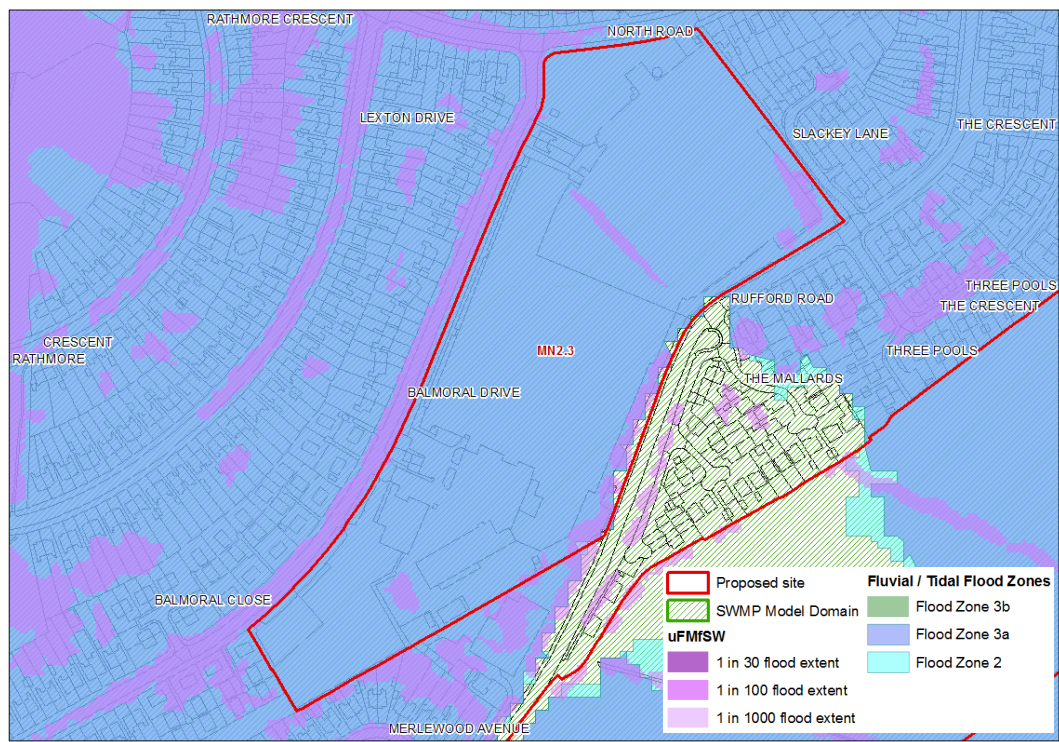 RATHMORE CRESCENT
NORTH ROAD
LEXTON DRIVE
THE CRESCENT
SLACKEY LANE
THREE POOLS
RUFFORD ROAD
THE CRESCENT
CRESCENT
MN2.3
THREE POOLS
RATHMORE
THE MALLARDS
BALMORAL DRIVE
BALMORAL CLOSE
MERLEWOOD AVENUE
Proposed site
SWMP Model Domain
uFMfSW
1 in 30 flood extent
1 in 100 flood extent
1 in 1000 flood extent
Fluvial / Tidal Flood Zones
Flood Zone 3b
Flood Zone 3a
Flood Zone 2